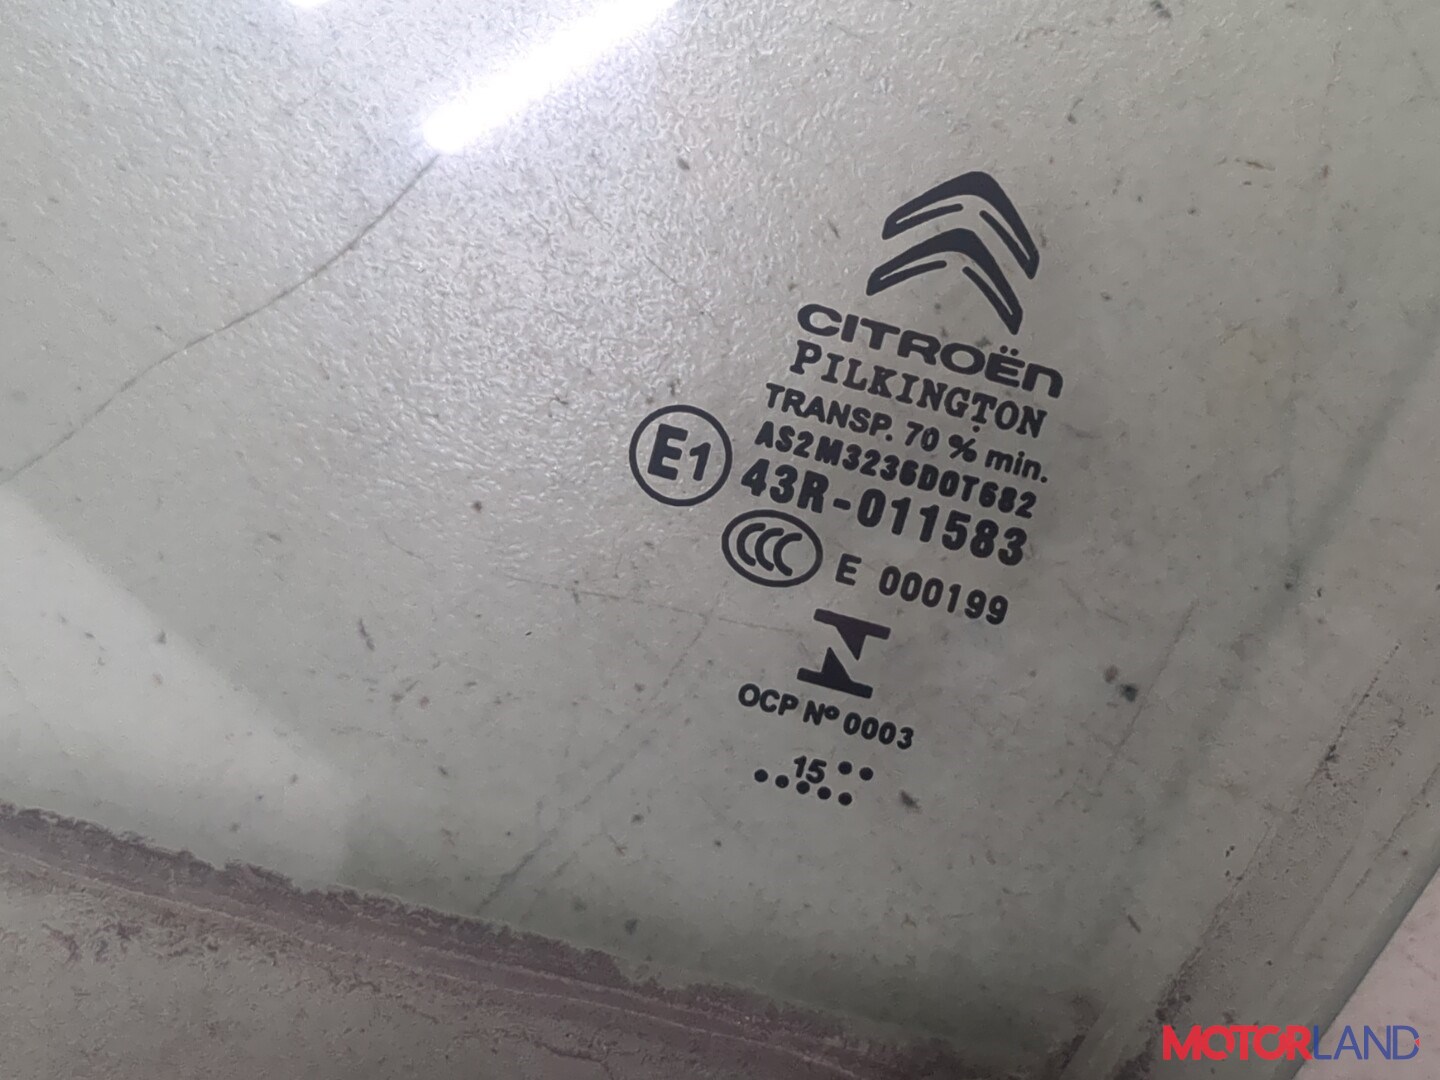 CITROËN
PILKINGTON
TRANSP. 70 % min.
AS2M3236D0T682
E1
43R-011583
CCC E 000199
OCP Nº 0003
15
MOTORLAND